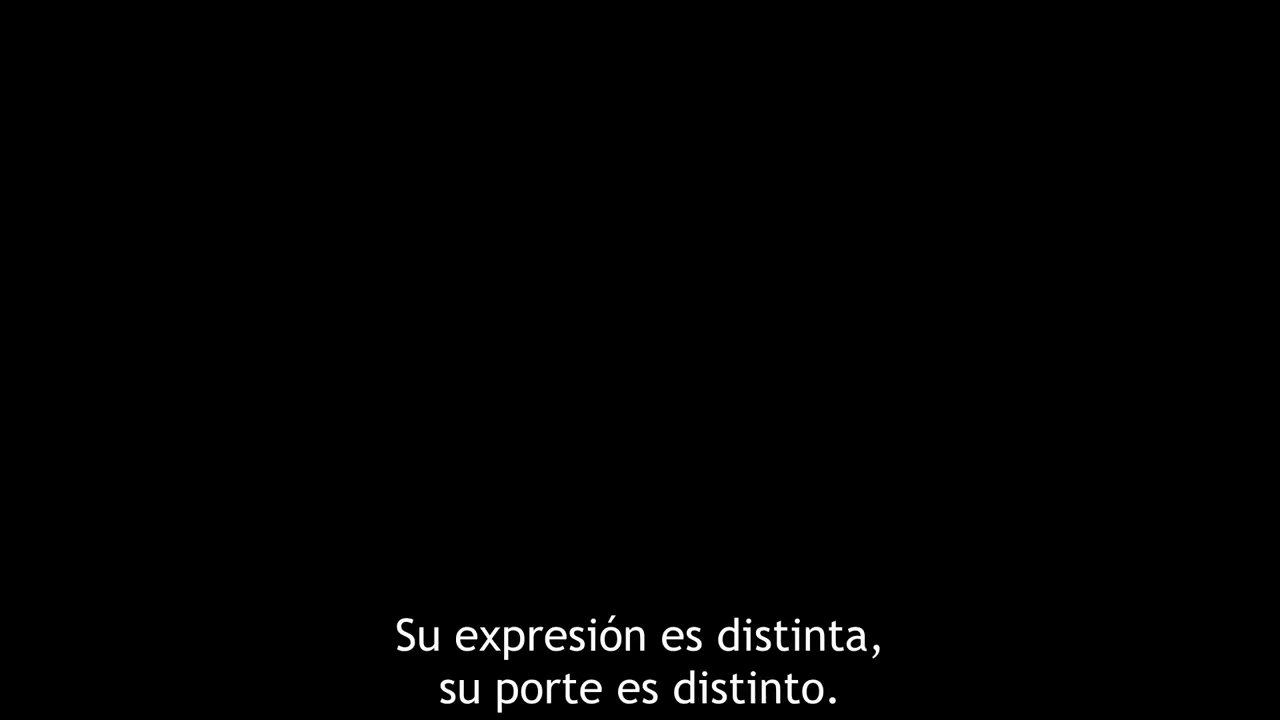 Su expresión es distinta,
su porte es distinto.